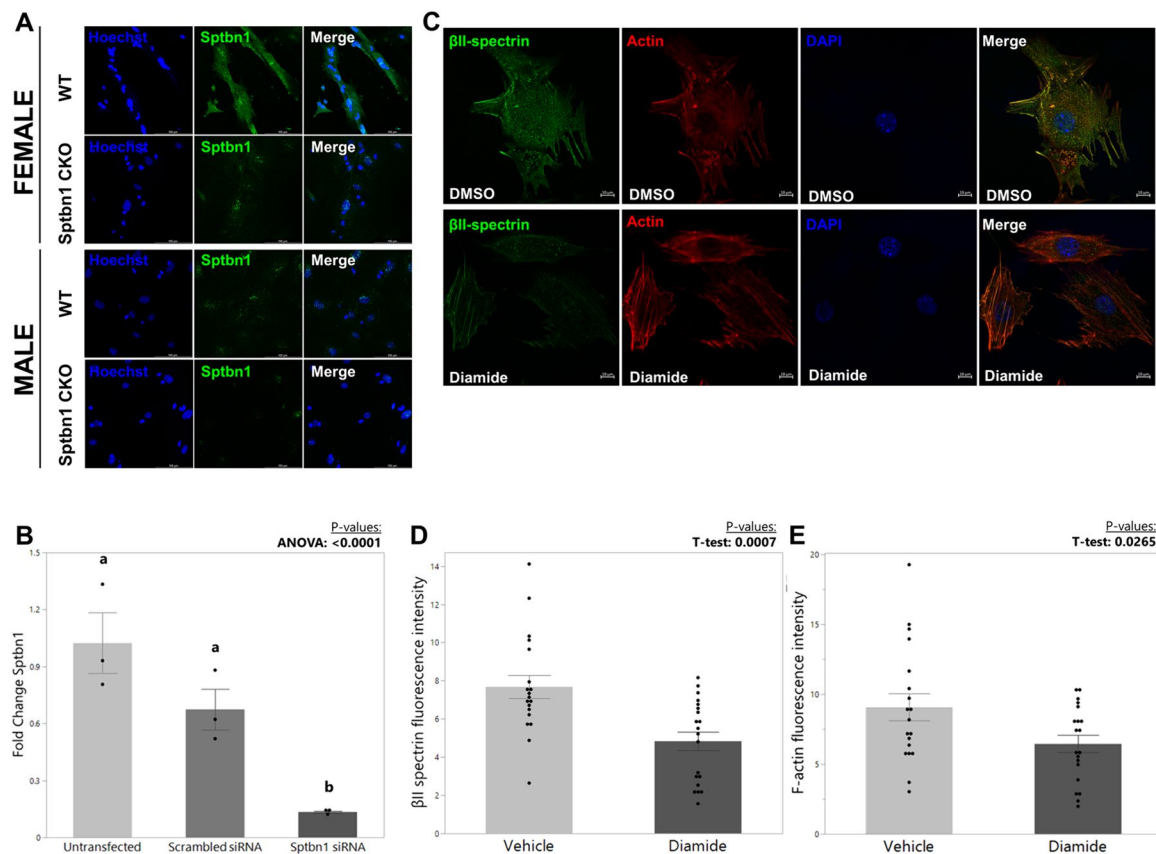 A
FEMALE
WT
Hoechst Sptbn1 Merge
Sptbn1 CKO
Hoechst Sptbn1 Merge
MALE
WT
Hoechst Sptbn1 Merge
Sptbn1 CKO
Hoechst Sptbn1 Merge
C
βII-spectrin Actin DAPI Merge
DMSO DMSO DMSO DMSO
βII-spectrin Actin DAPI Merge
Diamide Diamide Diamide Diamide
B
P-values:
ANOVA: <0.0001
Fold Change Sptbn1
1.5
1.2
0.9
0.6
0.3
0
a
a
b
Untransfected Scrambled siRNA Sptbn1 siRNA
D
P-values:
T-test: 0.0007
βII spectrin fluorescence intensity
14
12
10
8
6
4
2
0
Vehicle Diamide
E
P-values:
T-test: 0.0265
F-actin fluorescence intensity
20
15
10
5
0
Vehicle Diamide